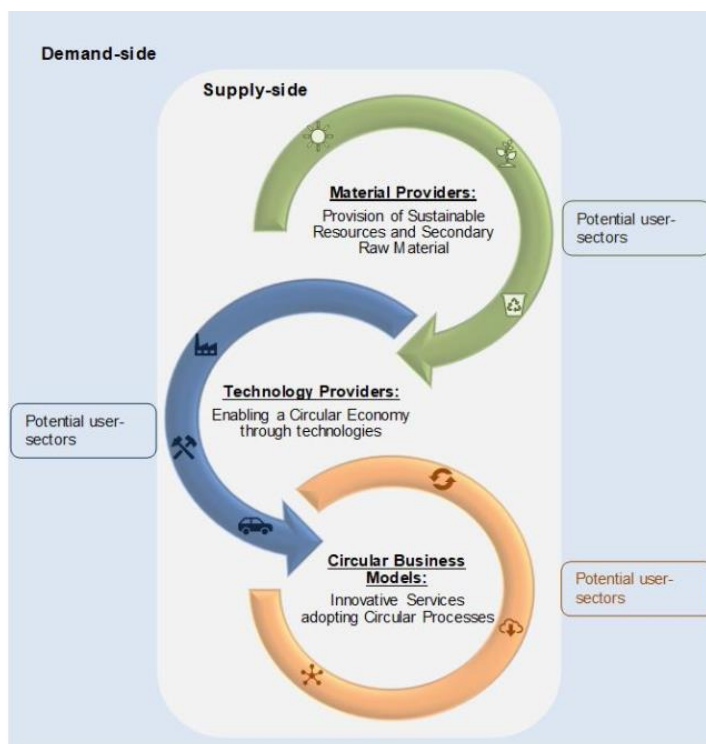 Demand-side
Supply-side
Material Providers:
Provision of Sustainable
Resources and Secondary
Raw Material
Potential user-
sectors
Technology Providers:
Enabling a Circular Economy
through technologies
Potential user-
sectors
Circular Business
Models:
Innovative Services
adopting Circular Processes
Potential user-
sectors